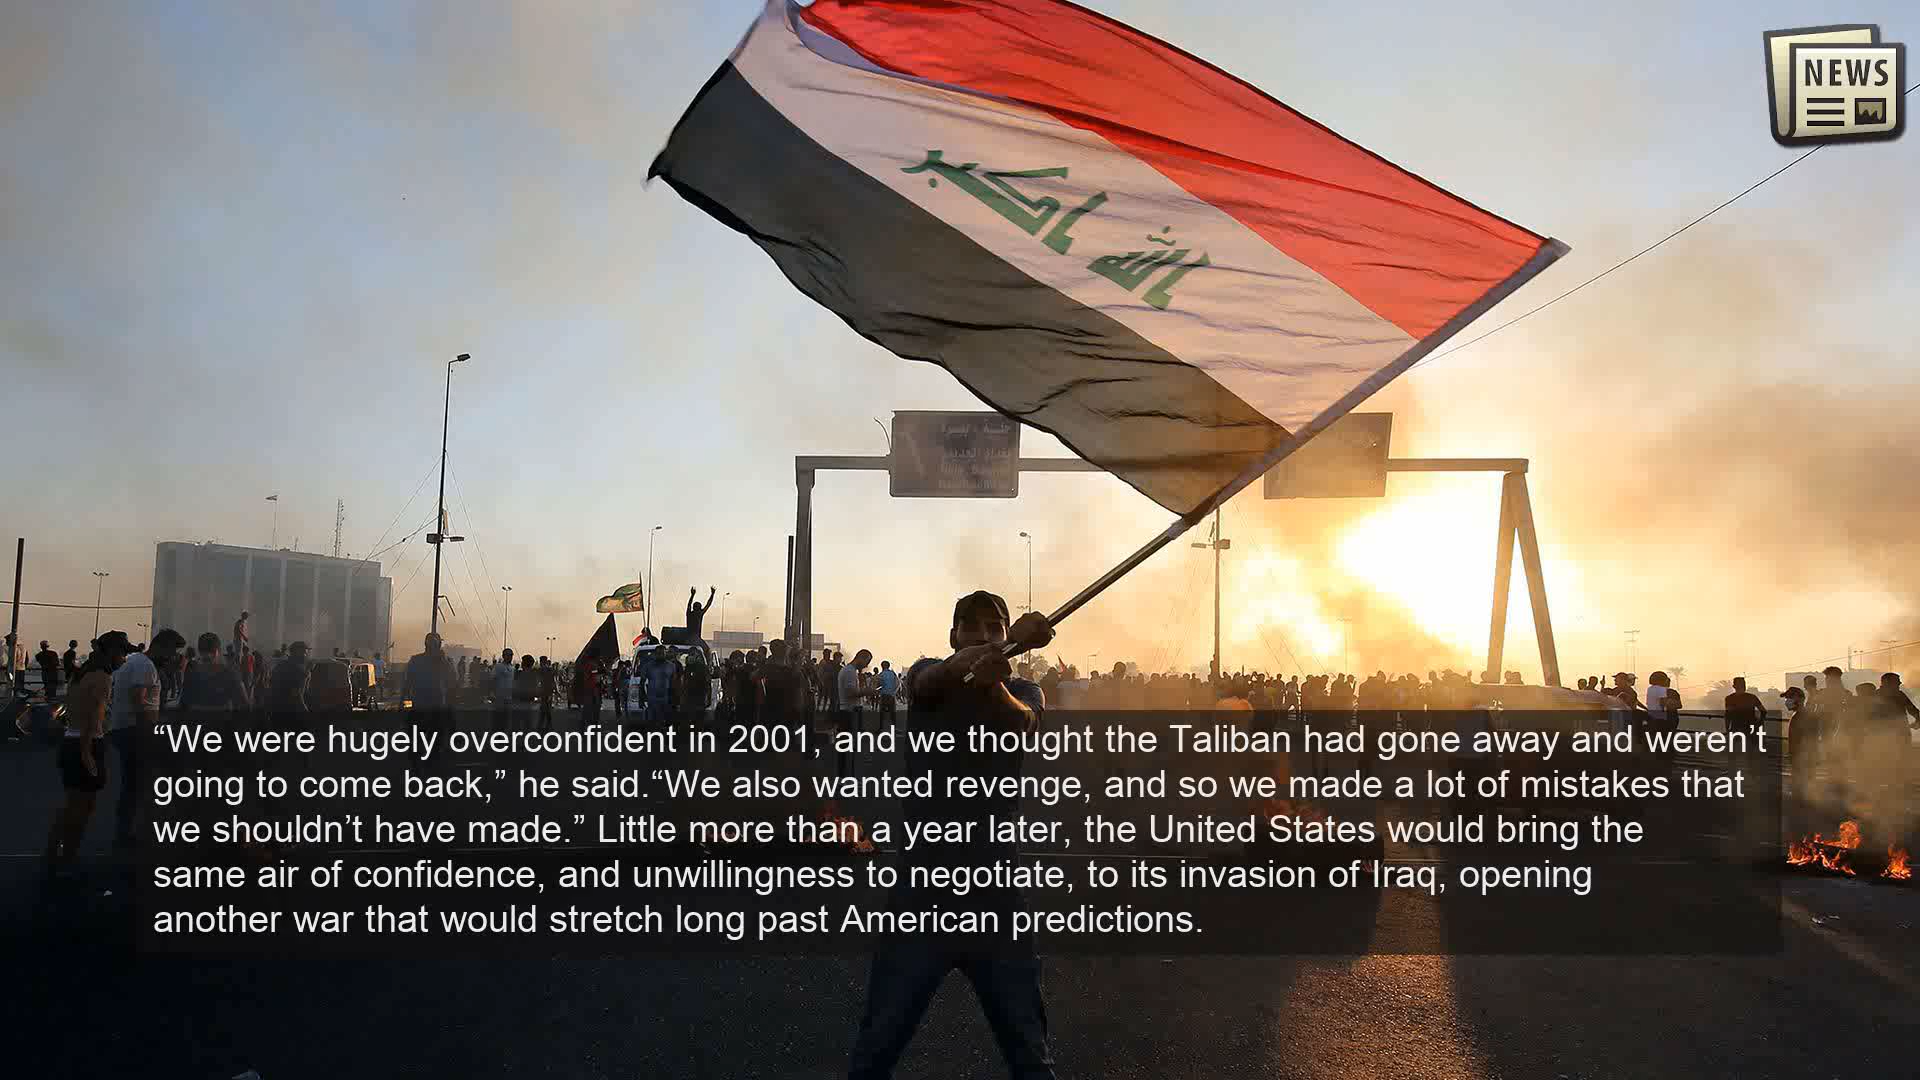 NEWS
الله اكبر
“We were hugely overconfident in 2001, and we thought the Taliban had gone away and weren’t
going to come back,” he said.“We also wanted revenge, and so we made a lot of mistakes that
we shouldn’t have made.” Little more than a year later, the United States would bring the
same air of confidence, and unwillingness to negotiate, to its invasion of Iraq, opening
another war that would stretch long past American predictions.